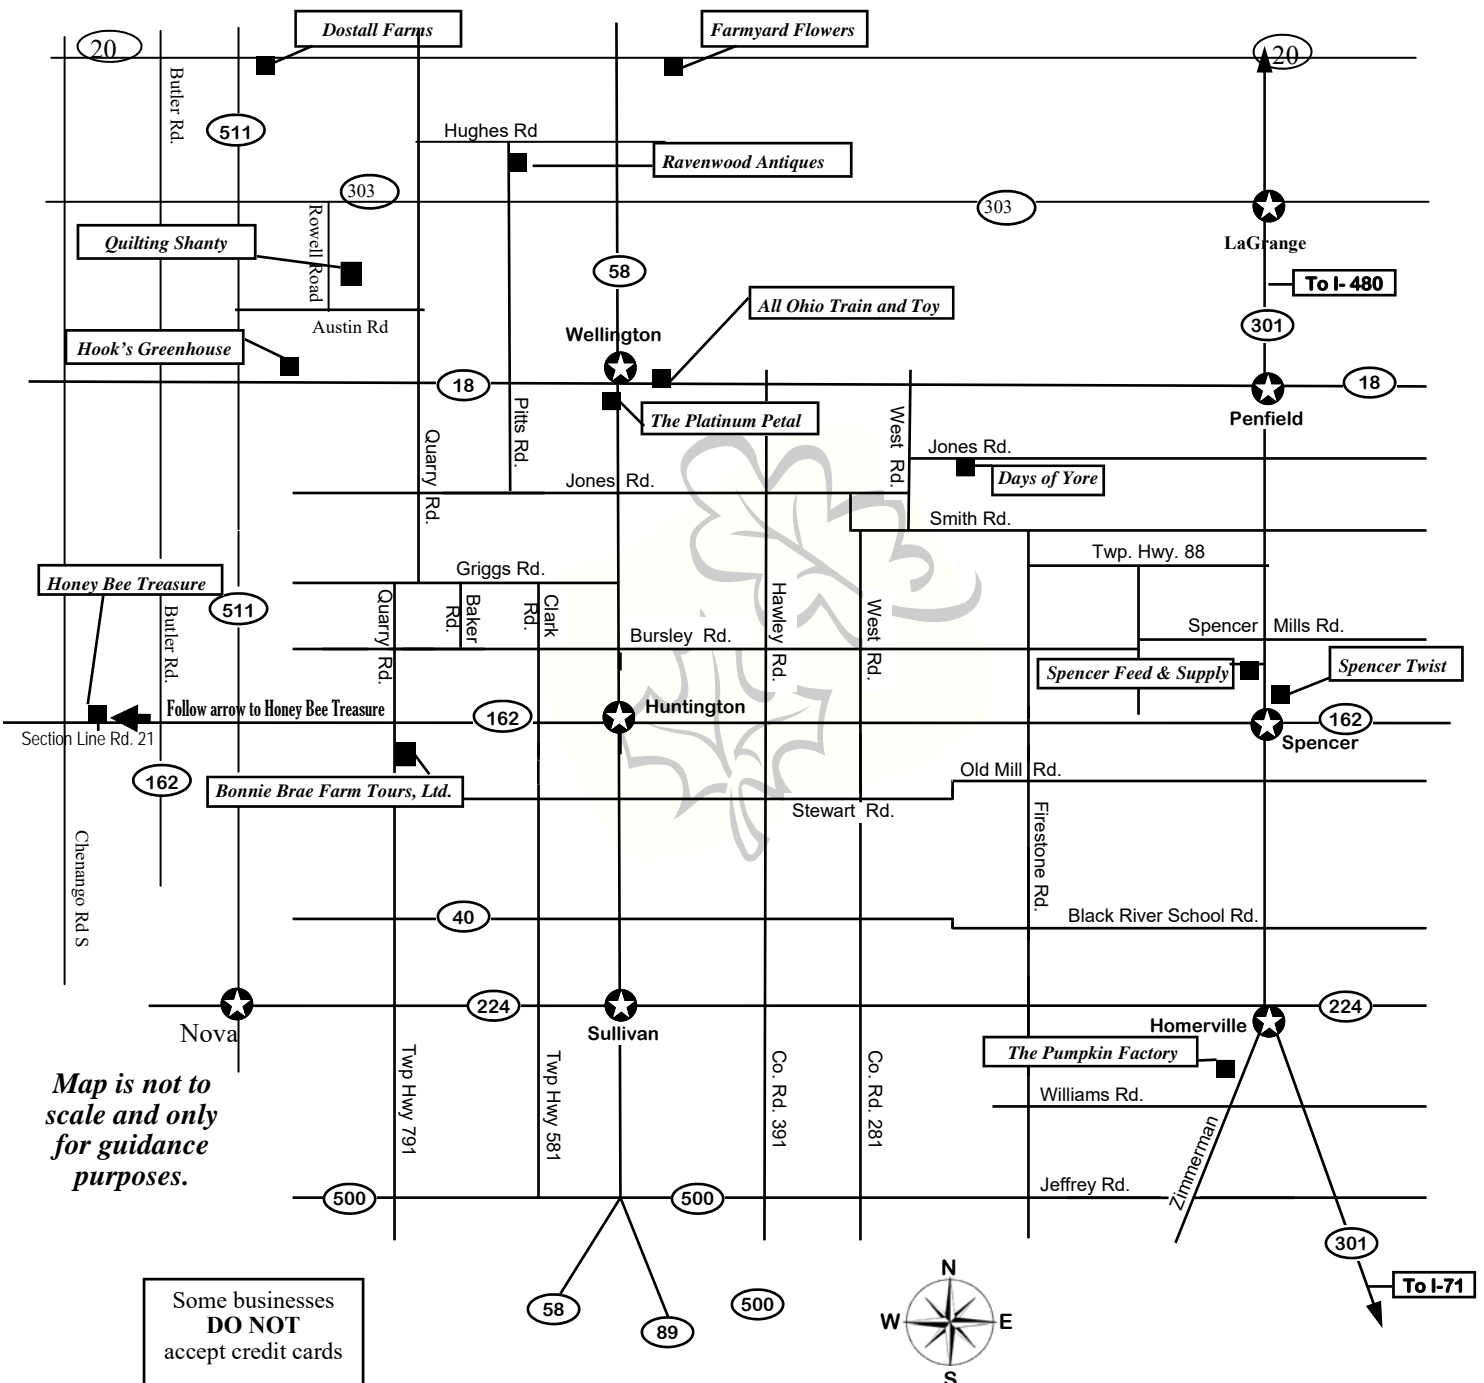 Dostall Farms
Farmyard Flowers
20
20
Butler Rd.
511
Hughes Rd
Ravenwood Antiques
303
303
Rowell Road
Quilting Shanty
LaGrange
58
To I- 480
All Ohio Train and Toy
301
Austin Rd
Wellington
Hook's Greenhouse
18
18
Pitts Rd.
The Platinum Petal
West Rd.
Penfield
Quarry Rd.
Jones Rd.
Days of Yore
Jones Rd.
Smith Rd.
Twp. Hwy. 88
Griggs Rd.
Honey Bee Treasure
511
Butler Rd.
Quarry Rd.
Baker
Rd.
Clark
Rd.
Hawley Rd.
West Rd.
Bursley Rd.
Spencer Mills Rd.
Spencer Feed & Supply
Spencer Twist
Follow arrow to Honey Bee Treasure
162
Huntington
162
Section Line Rd. 21
Spencer
162
Bonnie Brae Farm Tours, Ltd.
Old Mill Rd.
Stewart Rd.
Chenango Rd S
Firestone Rd.
40
Black River School Rd.
224
224
Nova
Sullivan
Homerville
The Pumpkin Factory
Map is not to
scale and only
for guidance
purposes.
Twp Hwy 791
Twp Hwy 581
Co. Rd. 391
Co. Rd. 281
Williams Rd.
Zimmerman
500
500
Jeffrey Rd.
301
To I-71
58
89
500
N
W
E
S
Some businesses
DO NOT
accept credit cards